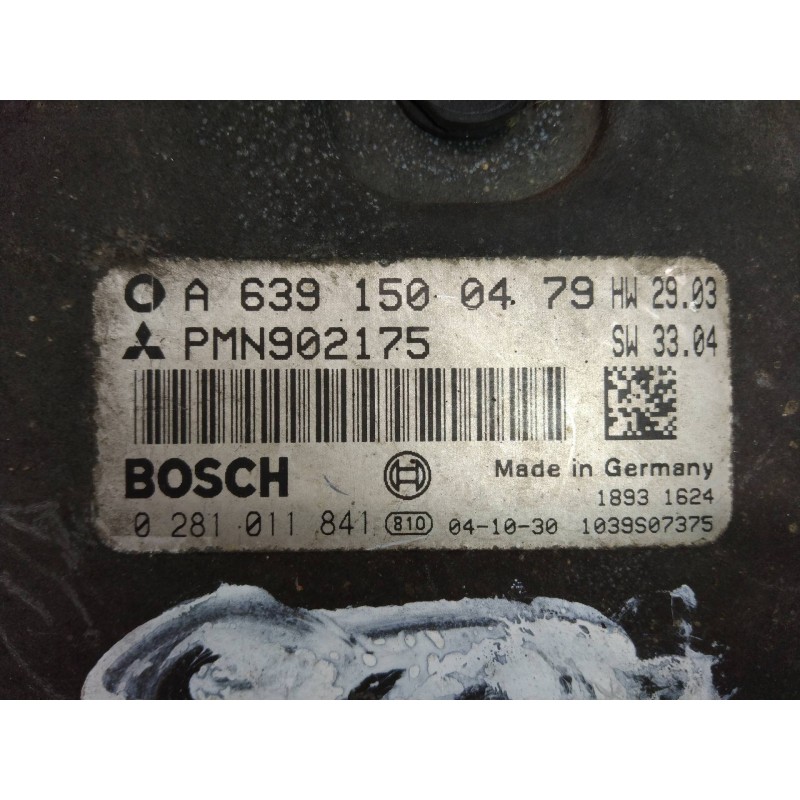 A 639 150 04 79 HW 29.03
PMN902175 SW 33.04
BOSCH Made in Germany
1893 1624
0 281 011 841 810 04-10-30 1039S07375